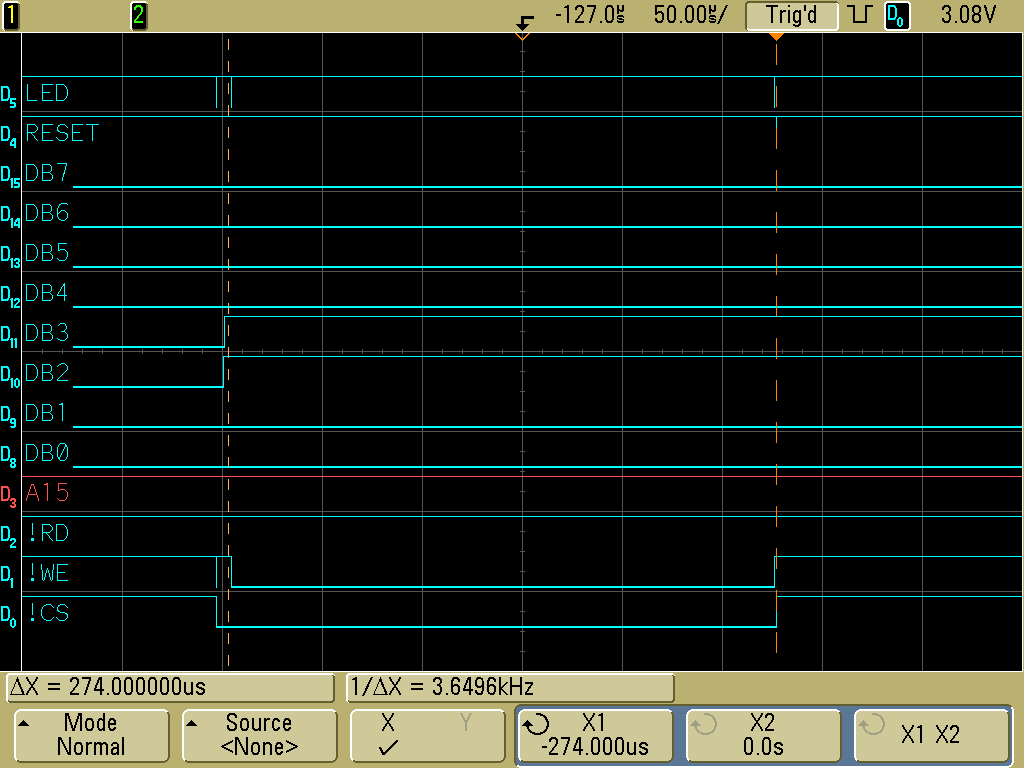 1 2 -127.0µs 50.00µs/ Trig'd D0 3.08V
D5 LED
D4 RESET
D15 DB7
D14 DB6
D13 DB5
D12 DB4
D11 DB3
D10 DB2
D9 DB1
D8 DB0
D3 A15
D2 !RD
D1 !WE
D0 !CS
ΔX = 274.000000us 1/ΔX = 3.6496kHz
Mode Source X Y X1 X2 X1 X2
Normal <None> -274.000us 0.0s